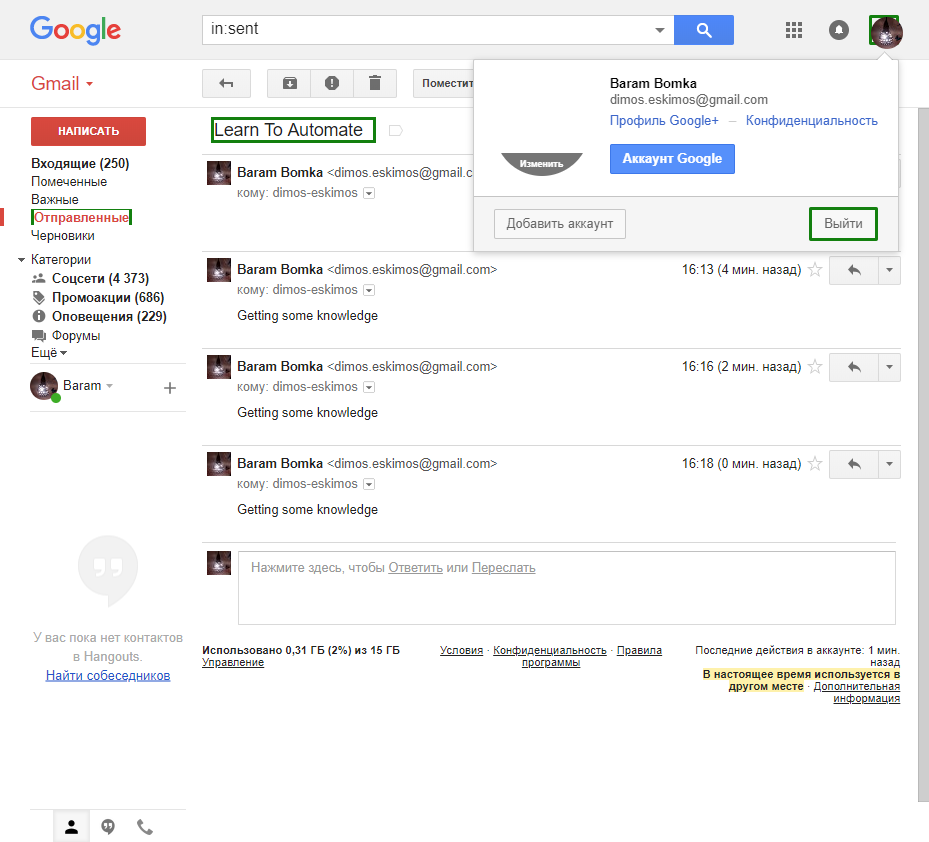 Google
in:sent
Gmail
Поместит
Baram Bomka
dimos.eskimos@gmail.com
Профиль Google+ – Конфиденциальность
Изменить
Аккаунт Google
Добавить аккаунт
Выйти
НАПИСАТЬ
Входящие (250)
Помеченные
Важные
Отправленные
Черновики
Категории
Соцсети (4 373)
Промоакции (686)
Оповещения (229)
Форумы
Ещё
Baram
У вас пока нет контактов
в Hangouts.
Найти собеседников
Learn To Automate
Baram Bomka <dimos.eskimos@gmail.c
кому: dimos-eskimos
Baram Bomka <dimos.eskimos@gmail.com> 16:13 (4 мин. назад)
кому: dimos-eskimos
Getting some knowledge
Baram Bomka <dimos.eskimos@gmail.com> 16:16 (2 мин. назад)
кому: dimos-eskimos
Getting some knowledge
Baram Bomka <dimos.eskimos@gmail.com> 16:18 (0 мин. назад)
кому: dimos-eskimos
Getting some knowledge
Нажмите здесь, чтобы Ответить или Переслать
Использовано 0,31 ГБ (2%) из 15 ГБ
Управление
Условия · Конфиденциальность · Правила
программы
Последние действия в аккаунте: 1 мин.
назад
В настоящее время используется в
другом месте · Дополнительная
информация